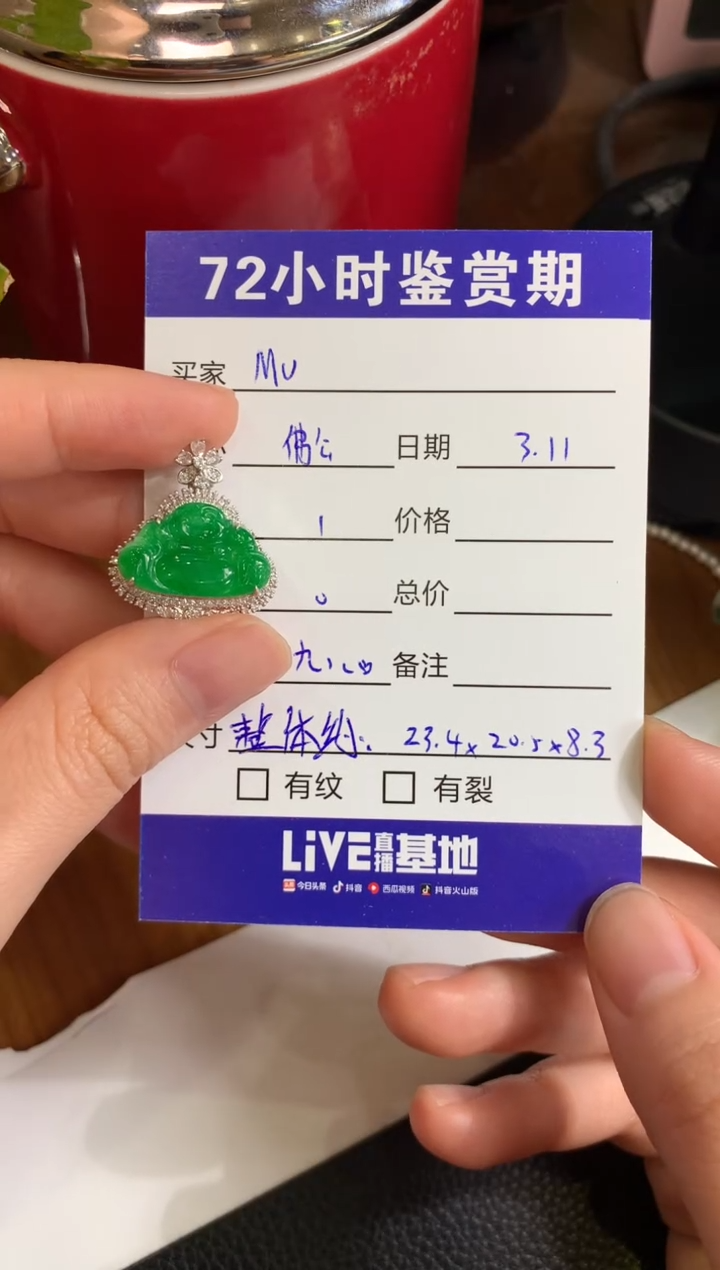 72小时鉴赏期
买家 MU
佛公 日期 3.11
1 价格
0 总价
备注
寸 整体约: 23.4x20.5x8.3
□ 有纹 □ 有裂
LiVE直播基地
今日头条 抖音 西瓜视频 抖音火山版